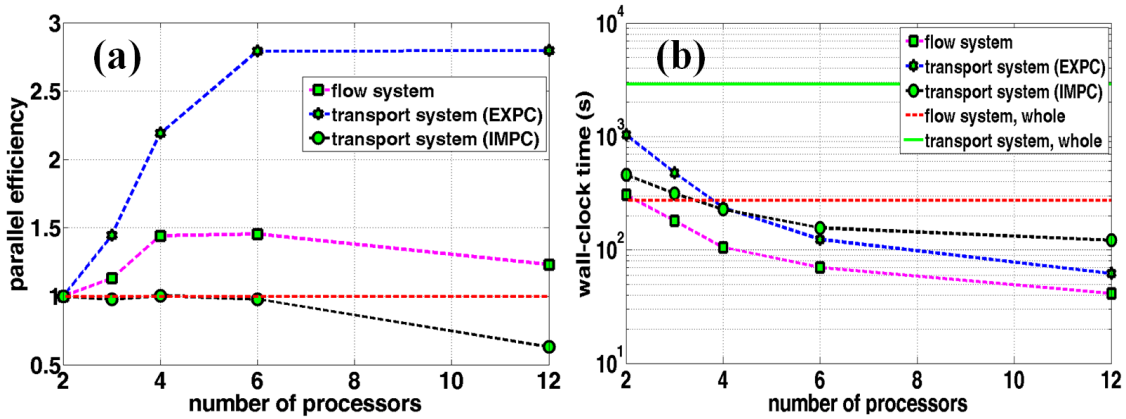 (a)
parallel efficiency
3
2.5
2
1.5
1
0.5
2
4
6
8
10
12
number of processors
flow system
transport system (EXPC)
transport system (IMPC)
(b)
wall-clock time (s)
10^4
10^3
10^2
10^1
2
4
6
8
10
12
number of processors
flow system
transport system (EXPC)
transport system (IMPC)
flow system, whole
transport system, whole